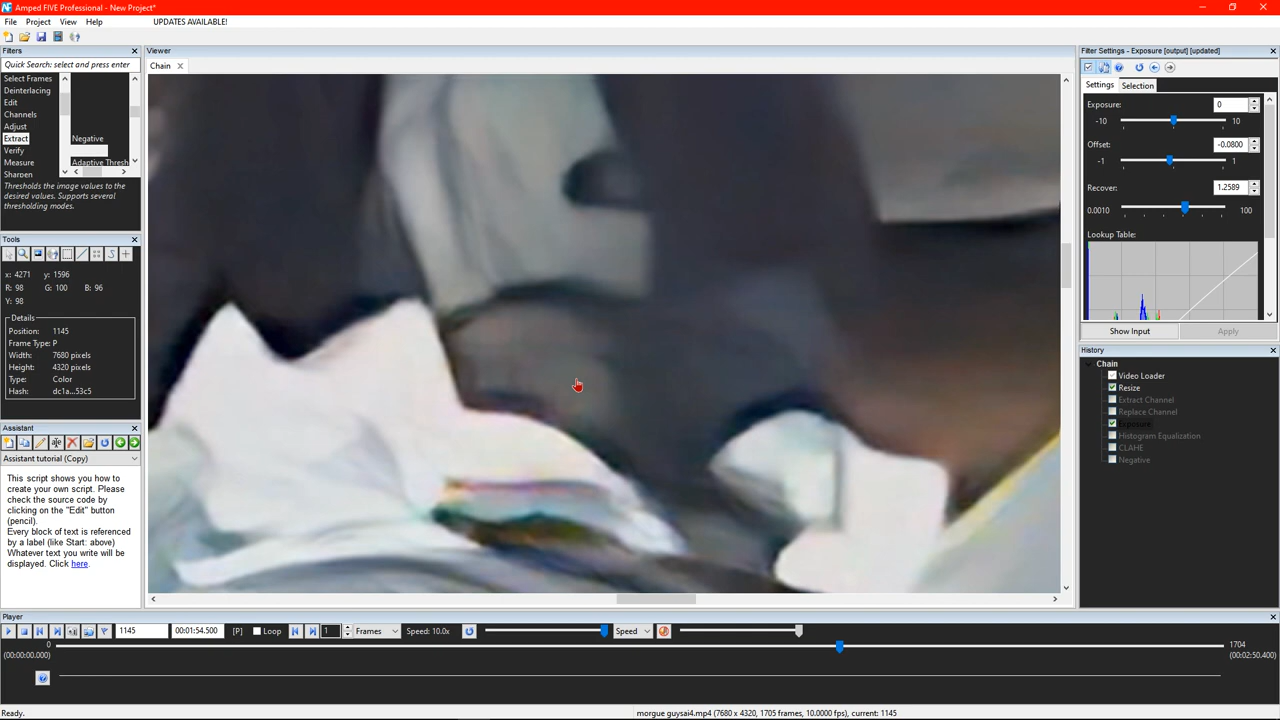 Amped FIVE Professional - New Project*
File Project View Help UPDATES AVAILABLE!
Filters
Quick Search: select and press enter
Select Frames
Deinterlacing
Edit
Channels
Adjust
Extract Negative
Verify
Measure Adaptive Thresh
Sharpen
Thresholds the image values to the
desired values. Supports several
thresholding modes.
Tools
x: 4271 y: 1596
R: 98 G: 100 B: 96
Y: 98
Details
Position: 1145
Frame Type: P
Width: 7680 pixels
Height: 4320 pixels
Type: Color
Hash: dc1a...53c5
Assistant
Assistant tutorial (Copy)
This script shows you how to
create your own script. Please
check the source code by
clicking on the "Edit" button
(pencil).
Every block of text is referenced
by a label (like Start: above)
Whatever text you write will be
displayed. Click here.
Viewer
Chain
Filter Settings - Exposure [output] [updated]
Settings Selection
Exposure: 0
-10 10
Offset: -0.0800
-1 1
Recover: 1.2589
0.0010 100
Lookup Table:
Show Input Apply
History
Chain
Video Loader
Resize
Extract Channel
Replace Channel
Exposure
Histogram Equalization
CLAHE
Negative
Player
1145 00:01:54.500 [P] Loop 1 Frames Speed: 10.0x Speed
0 1704
(00:00:00.000) (00:02:50.400)
Ready. morgue guysai4.mp4 (7680 x 4320, 1705 frames, 10.0000 fps), current: 1145